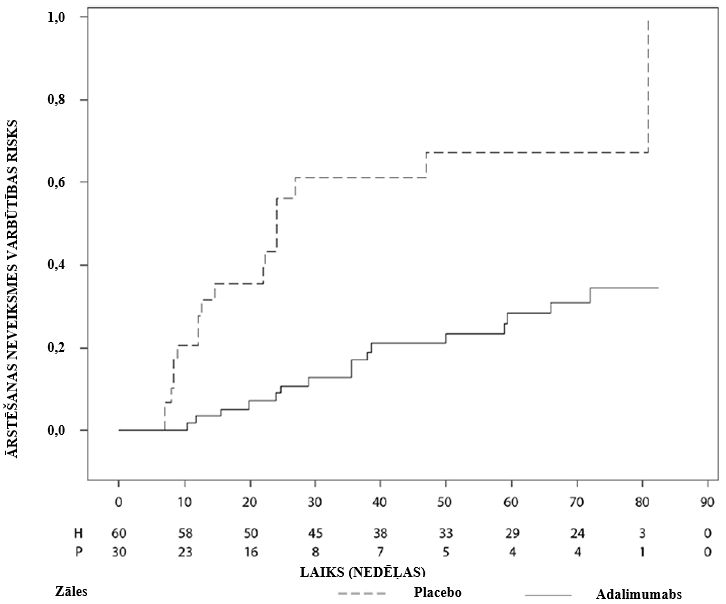 ĀRSTĒŠANAS NEVEIKSMES VARBŪTĪBAS RISKS
1,0
0,8
0,6
0,4
0,2
0,0
0 10 20 30 40 50 60 70 80 90
H 60 58 50 45 38 33 29 24 3 0
P 30 23 16 8 7 5 4 4 1 0
LAIKS (NEDĒĻAS)
Zāles Placebo Adalimumabs